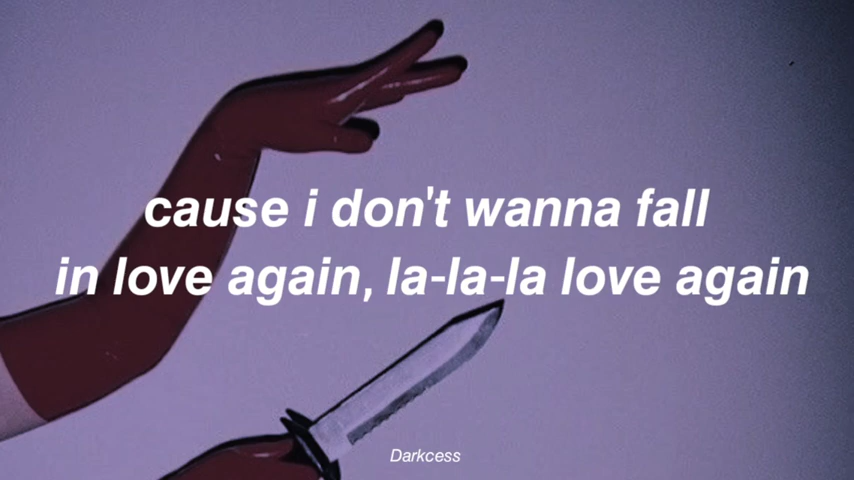 cause i don't wanna fall
in love again, la-la-la love again
Darkcess